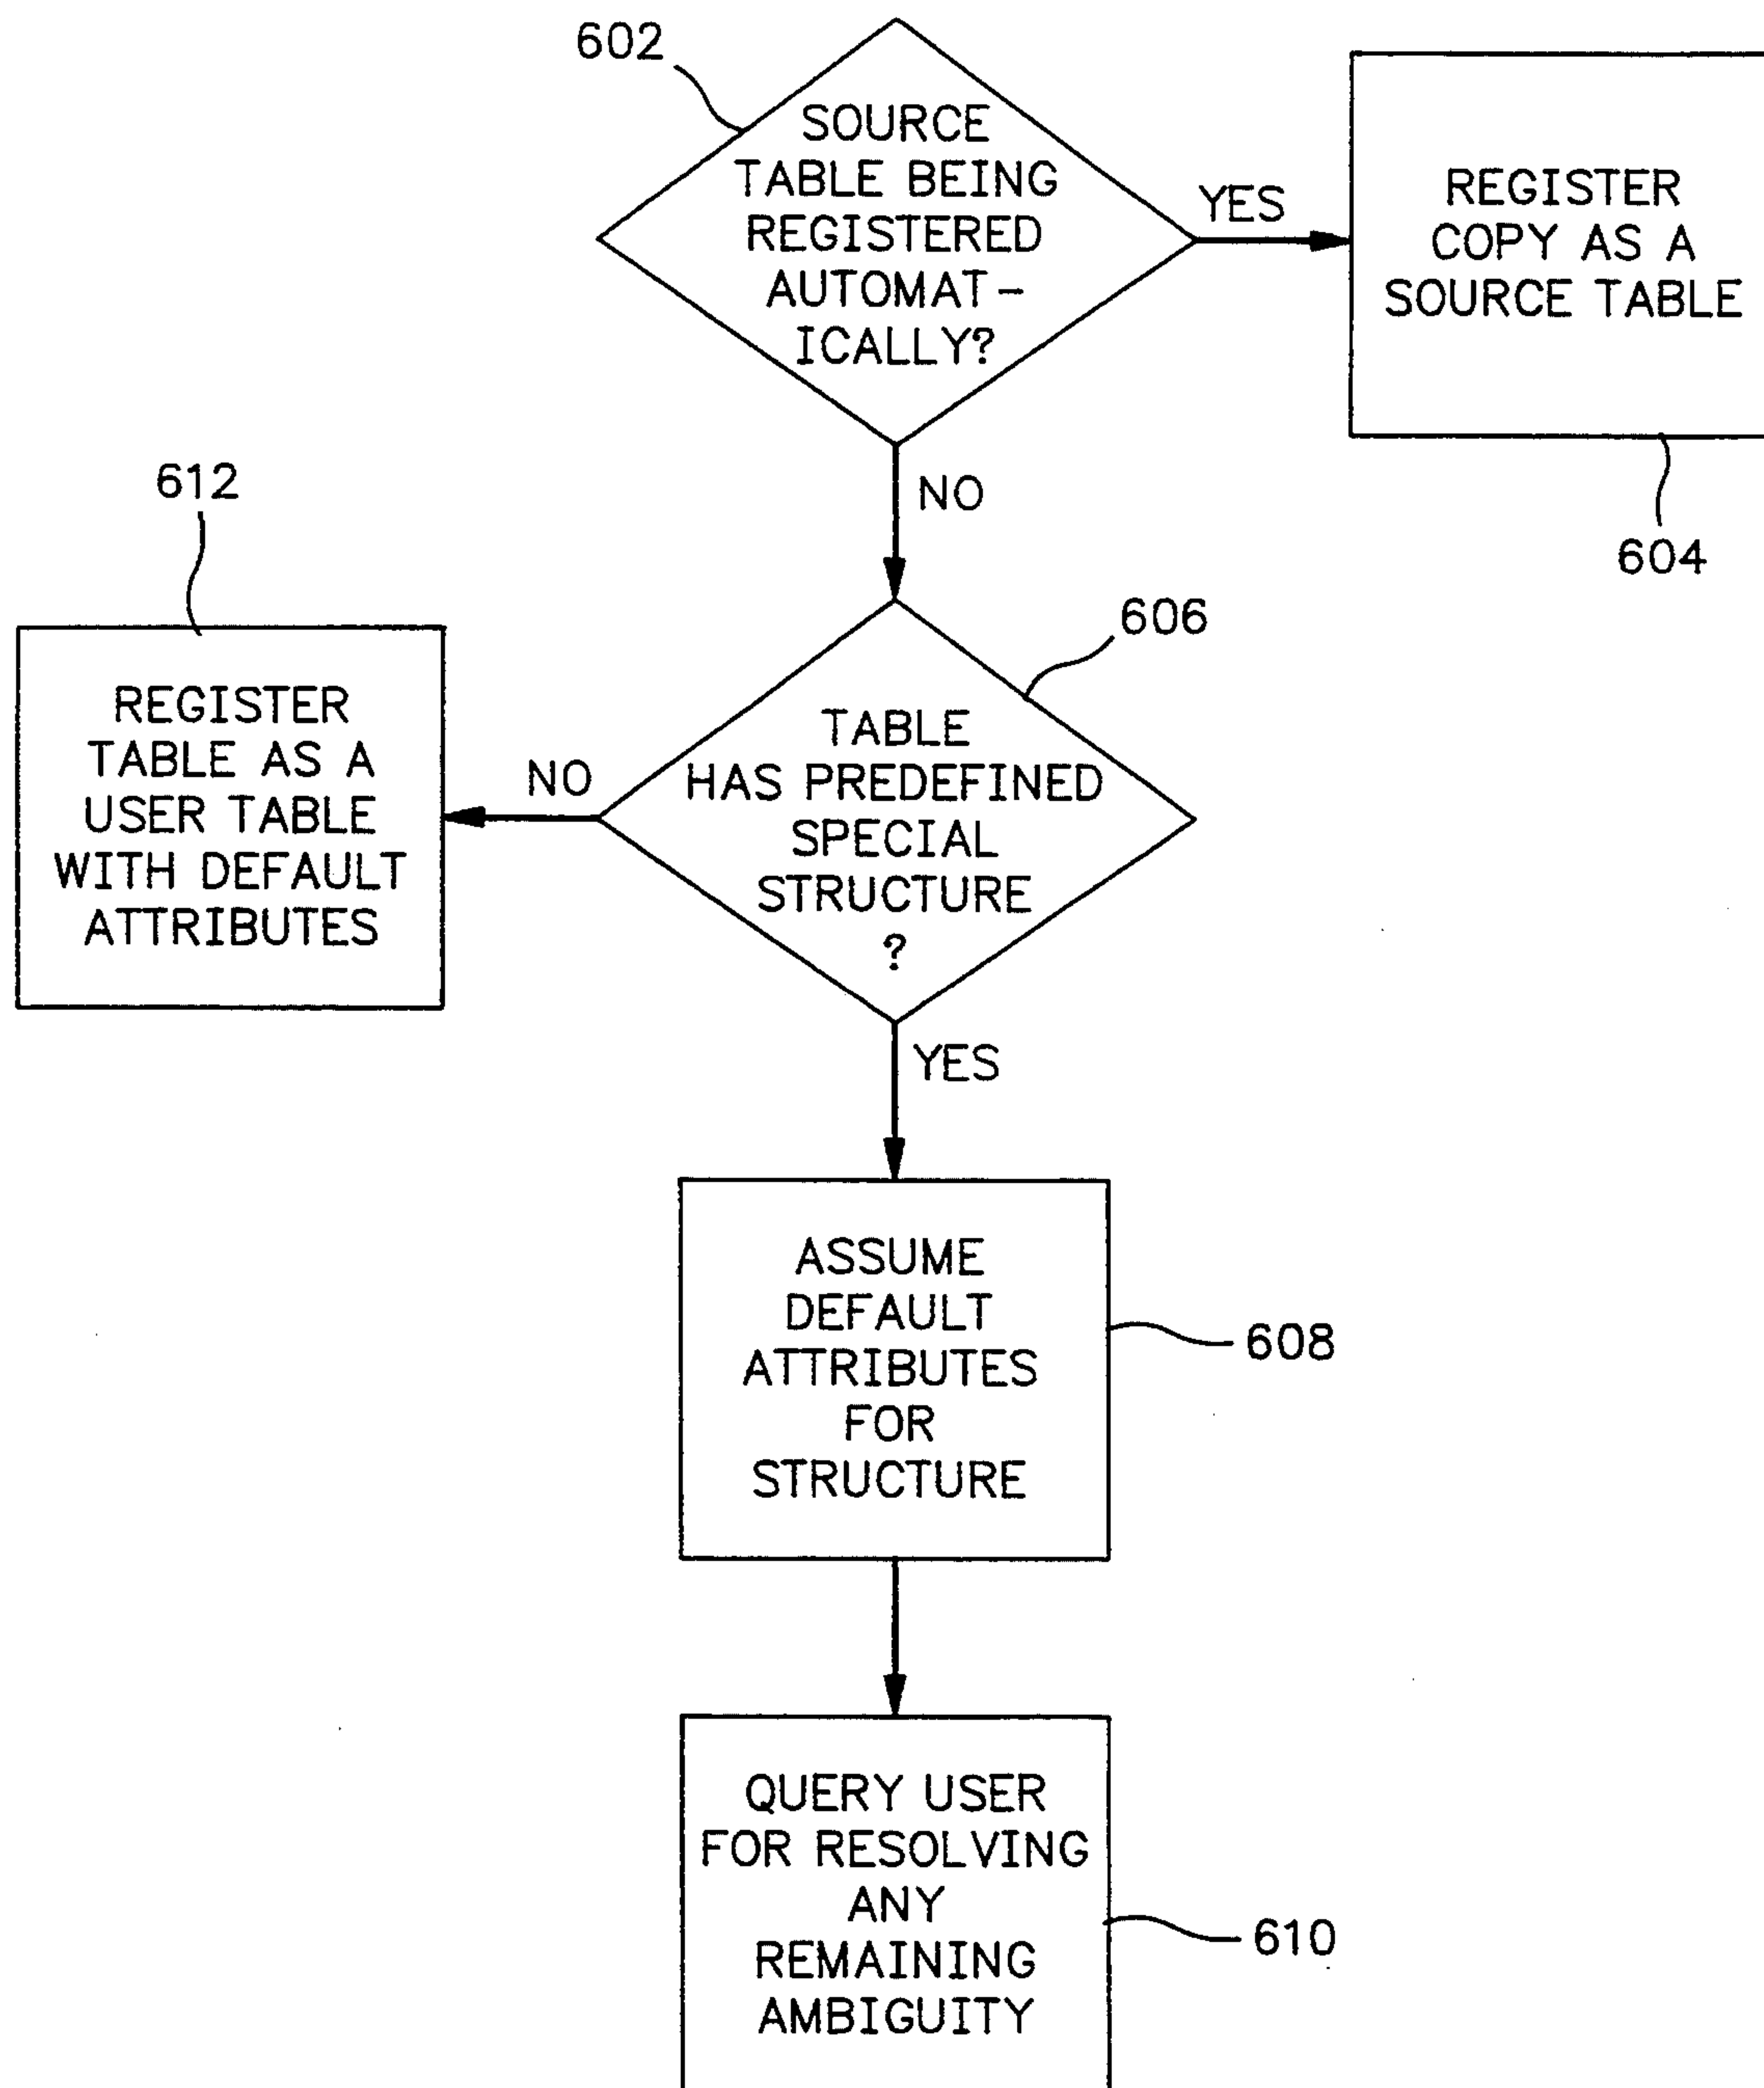 602
SOURCE
TABLE BEING
REGISTERED
AUTOMAT-
ICALLY?
YES
REGISTER
COPY AS A
SOURCE TABLE
604
NO
612
REGISTER
TABLE AS A
USER TABLE
WITH DEFAULT
ATTRIBUTES
NO
606
TABLE
HAS PREDEFINED
SPECIAL
STRUCTURE
?
YES
ASSUME
DEFAULT
ATTRIBUTES
FOR
STRUCTURE
608
QUERY USER
FOR RESOLVING
ANY
REMAINING
AMBIGUITY
610